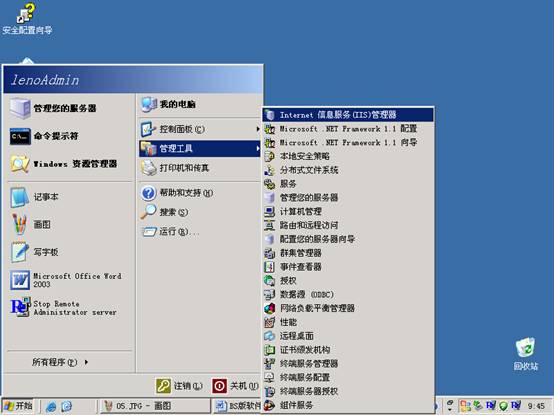 安全配置向导
lenoAdmin
管理您的服务器
命令提示符
Windows 资源管理器
记事本
画图
写字板
Microsoft Office Word
2003
Stop Remote
Administrator server
所有程序(P)
我的电脑
控制面板(C)
管理工具
打印机和传真
帮助和支持(H)
搜索(S)
运行(R)...
Internet 信息服务(IIS)管理器
Microsoft .NET Framework 1.1 配置
Microsoft .NET Framework 1.1 向导
本地安全策略
分布式文件系统
服务
管理您的服务器
计算机管理
路由和远程访问
配置您的服务器向导
群集管理器
事件查看器
授权
数据源 (ODBC)
网络负载平衡管理器
性能
远程桌面
证书颁发机构
终端服务管理器
终端服务配置
终端服务器授权
组件服务
注销(L)
关机(U)
回收站
开始
05.JPG - 画图
BS版软件
9:45